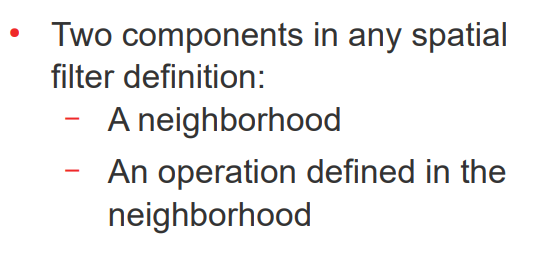 • Two components in any spatial
filter definition:
– A neighborhood
– An operation defined in the
neighborhood